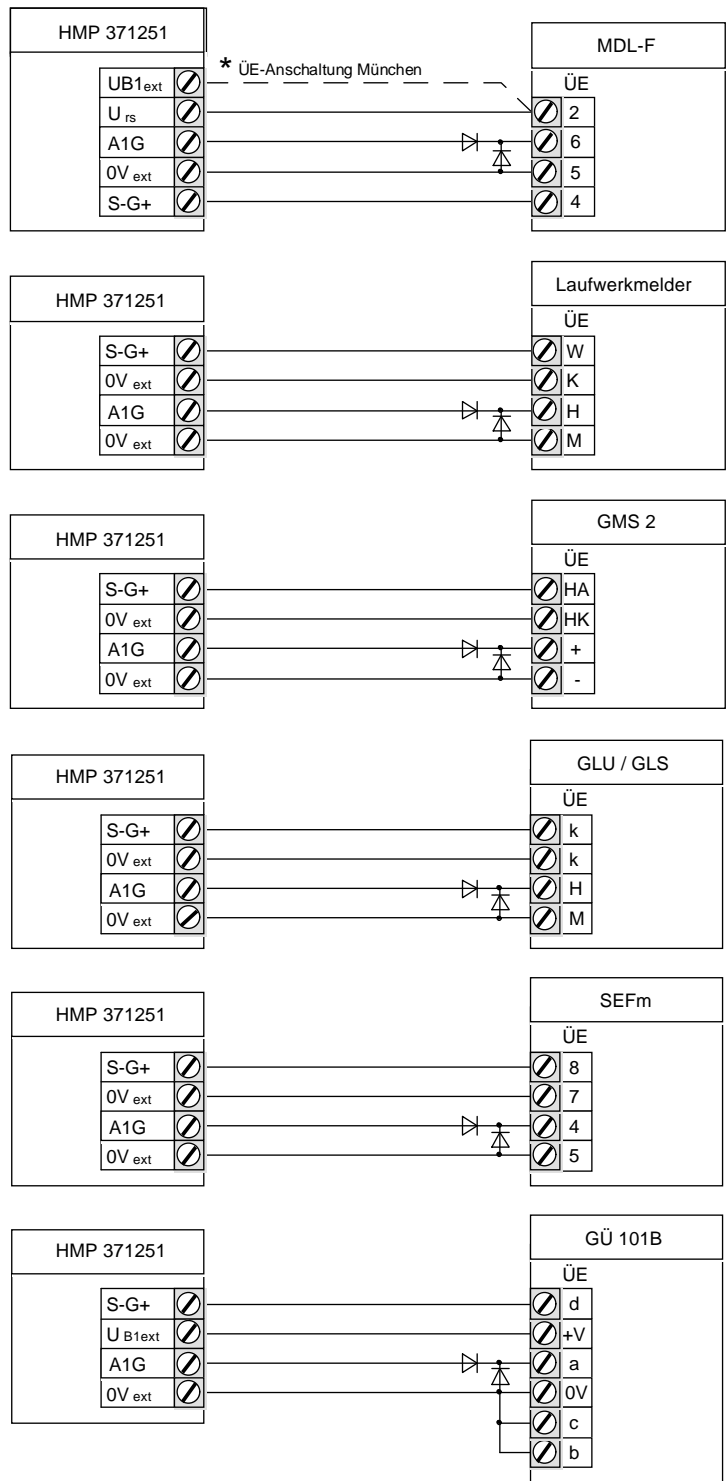 HMP 371251
MDL-F
* ÜE-Anschaltung München
ÜE
UB1ext
U rs 2
A1G 6
0V ext 5
S-G+ 4
HMP 371251
Laufwerkmelder
ÜE
S-G+ W
0V ext K
A1G H
0V ext M
HMP 371251
GMS 2
ÜE
S-G+ HA
0V ext HK
A1G +
0V ext -
HMP 371251
GLU / GLS
ÜE
S-G+ k
0V ext k
A1G H
0V ext M
HMP 371251
SEFm
ÜE
S-G+ 8
0V ext 7
A1G 4
0V ext 5
HMP 371251
GÜ 101B
ÜE
S-G+ d
U B1ext +V
A1G a
0V ext 0V
c
b